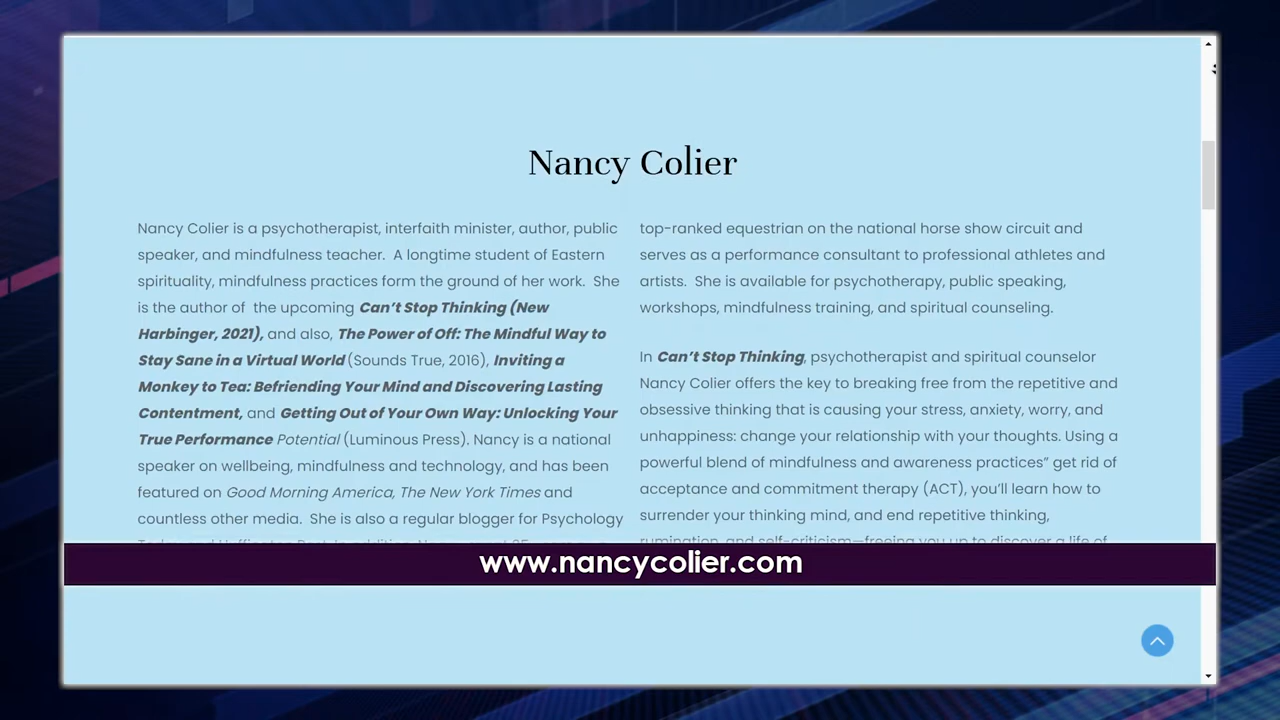 Nancy Colier
Nancy Colier is a psychotherapist, interfaith minister, author, public
speaker, and mindfulness teacher.  A longtime student of Eastern
spirituality, mindfulness practices form the ground of her work.  She
is the author of  the upcoming Can’t Stop Thinking (New
Harbinger, 2021), and also, The Power of Off: The Mindful Way to
Stay Sane in a Virtual World (Sounds True, 2016), Inviting a
Monkey to Tea: Befriending Your Mind and Discovering Lasting
Contentment, and Getting Out of Your Own Way: Unlocking Your
True Performance Potential (Luminous Press). Nancy is a national
speaker on wellbeing, mindfulness and technology, and has been
featured on Good Morning America, The New York Times and
countless other media.  She is also a regular blogger for Psychology
top-ranked equestrian on the national horse show circuit and
serves as a performance consultant to professional athletes and
artists.  She is available for psychotherapy, public speaking,
workshops, mindfulness training, and spiritual counseling.
In Can’t Stop Thinking, psychotherapist and spiritual counselor
Nancy Colier offers the key to breaking free from the repetitive and
obsessive thinking that is causing your stress, anxiety, worry, and
unhappiness: change your relationship with your thoughts. Using a
powerful blend of mindfulness and awareness practices” get rid of
acceptance and commitment therapy (ACT), you’ll learn how to
surrender your thinking mind, and end repetitive thinking,
rumination, and self-criticism—freeing you up to discover a life of
www.nancycolier.com